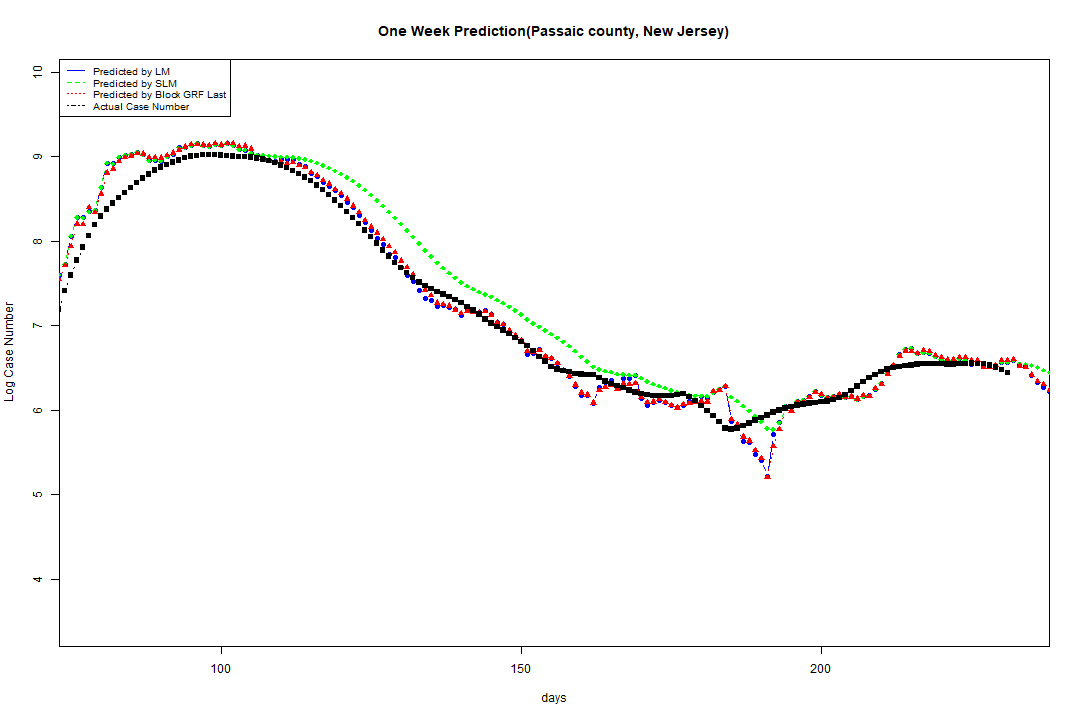 One Week Prediction(Passaic county, New Jersey)
Predicted by LM
Predicted by SLM
Predicted by Block GRF Last
Actual Case Number
10
9
8
7
6
5
4
Log Case Number
100 150 200
days